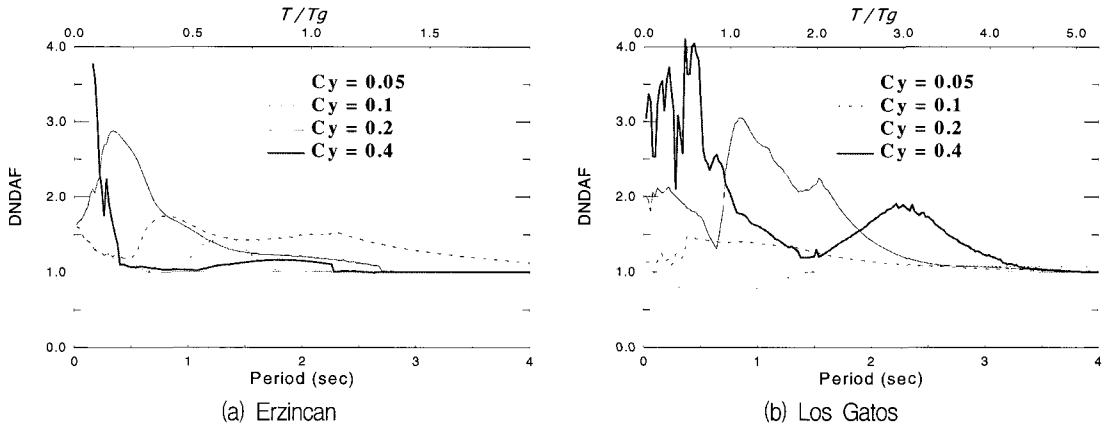 T/Tg
0.0 0.5 1.0 1.5
4.0
3.0
2.0
1.0
0.0
DNDAF
Cy = 0.05
Cy = 0.1
Cy = 0.2
Cy = 0.4
0 1 2 3 4
Period (sec)
(a) Erzincan
T/Tg
0.0 1.0 2.0 3.0 4.0 5.0
4.0
3.0
2.0
1.0
0.0
DNDAF
Cy = 0.05
Cy = 0.1
Cy = 0.2
Cy = 0.4
0 1 2 3 4
Period (sec)
(b) Los Gatos